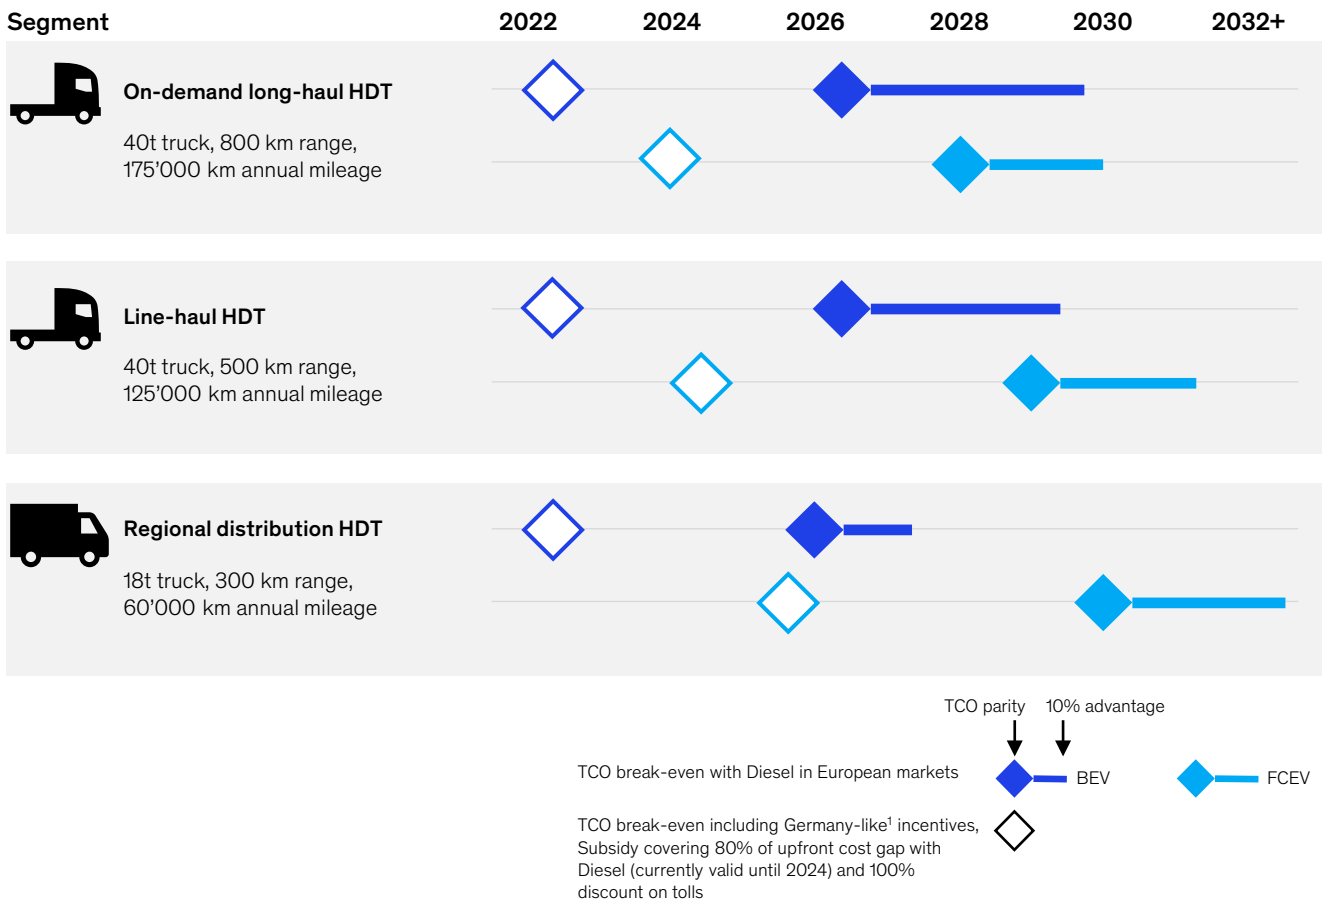 Segment 2022 2024 2026 2028 2030 2032+
On-demand long-haul HDT
40t truck, 800 km range,
175’000 km annual mileage
Line-haul HDT
40t truck, 500 km range,
125’000 km annual mileage
Regional distribution HDT
18t truck, 300 km range,
60’000 km annual mileage
TCO parity 10% advantage
TCO break-even with Diesel in European markets BEV FCEV
TCO break-even including Germany-like¹ incentives,
Subsidy covering 80% of upfront cost gap with
Diesel (currently valid until 2024) and 100%
discount on tolls